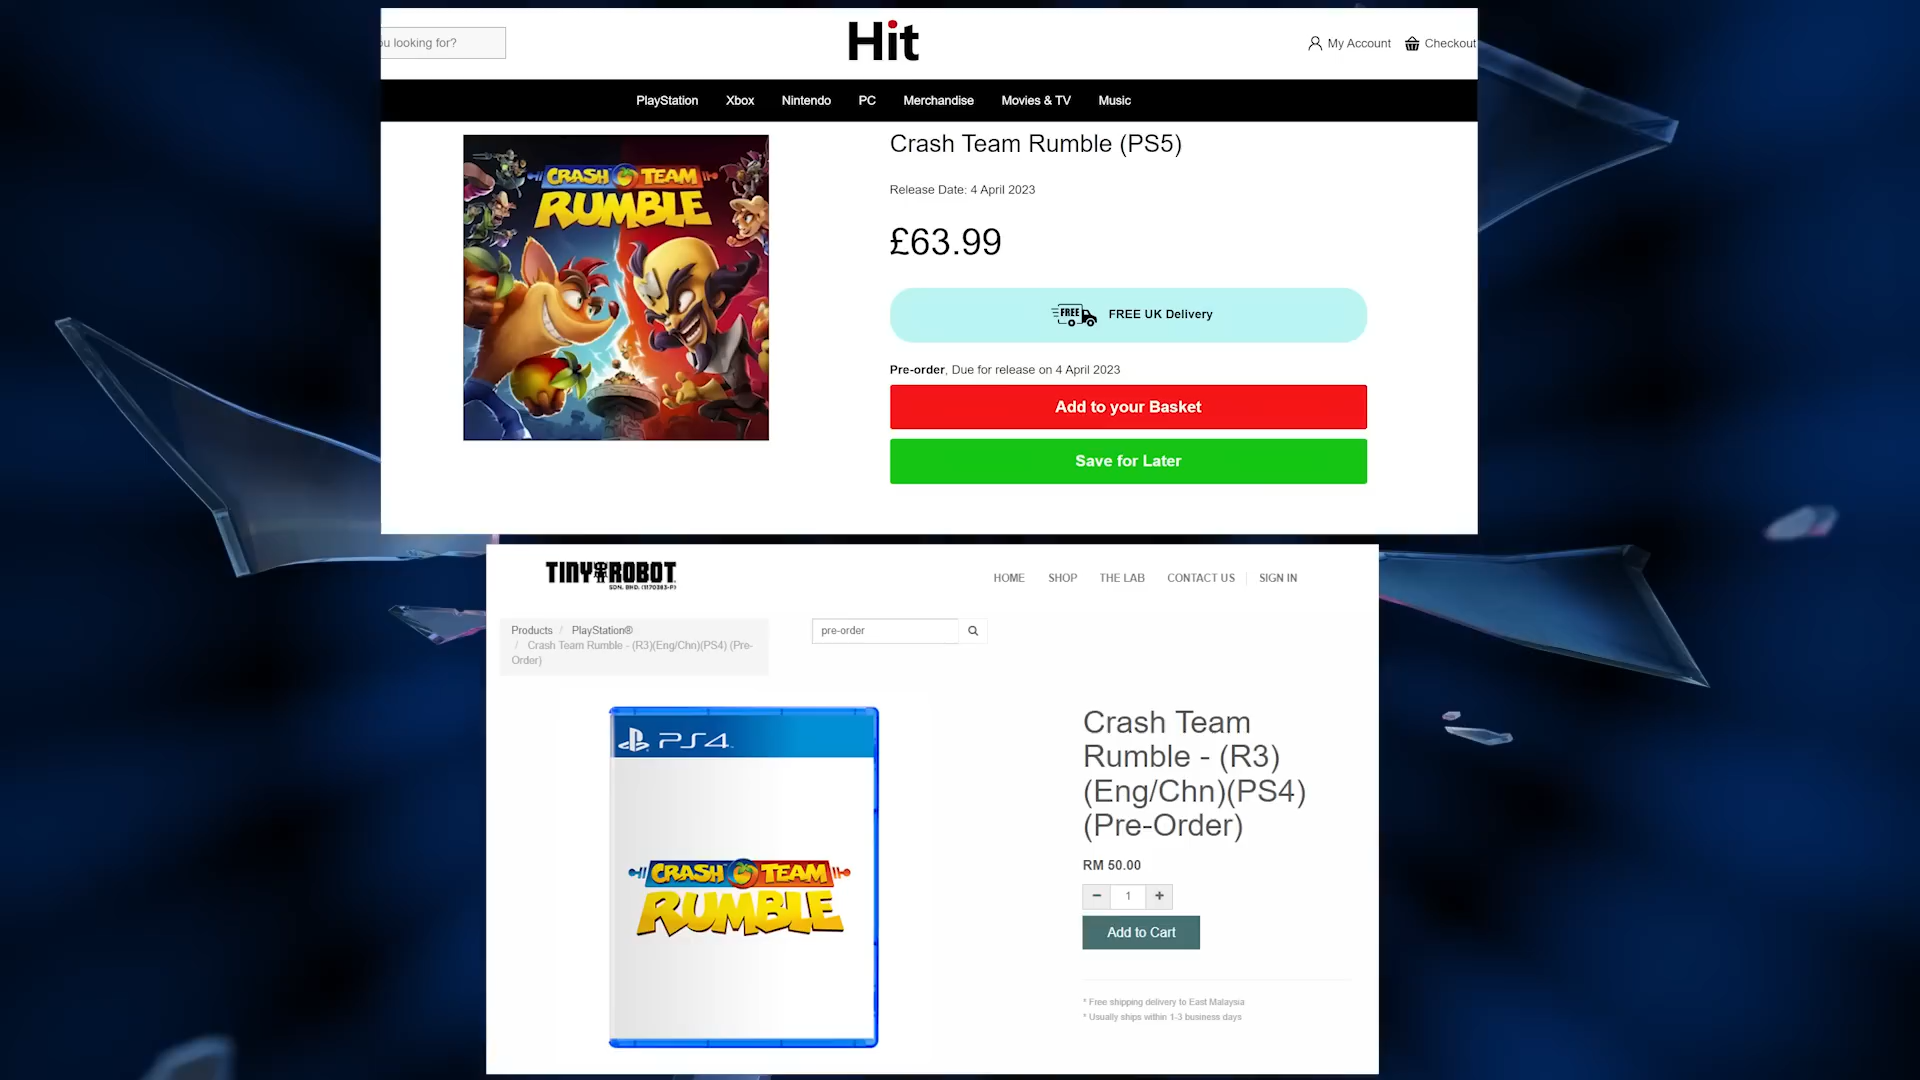 ou looking for?
Hit
My Account
Checkout
PlayStation
Xbox
Nintendo
PC
Merchandise
Movies & TV
Music
CRASH TEAM
RUMBLE
Crash Team Rumble (PS5)
Release Date: 4 April 2023
£63.99
FREE
FREE UK Delivery
Pre-order, Due for release on 4 April 2023
Add to your Basket
Save for Later
TINY ROBOT
SDN. BHD. (1170283-P)
HOME
SHOP
THE LAB
CONTACT US
SIGN IN
Products / PlayStation®
/ Crash Team Rumble - (R3)(Eng/Chn)(PS4) (Pre-
Order)
pre-order
PS4
CRASH TEAM
RUMBLE
Crash Team
Rumble - (R3)
(Eng/Chn)(PS4)
(Pre-Order)
RM 50.00
− 1 +
Add to Cart
* Free shipping delivery to East Malaysia
* Usually ships within 1-3 business days